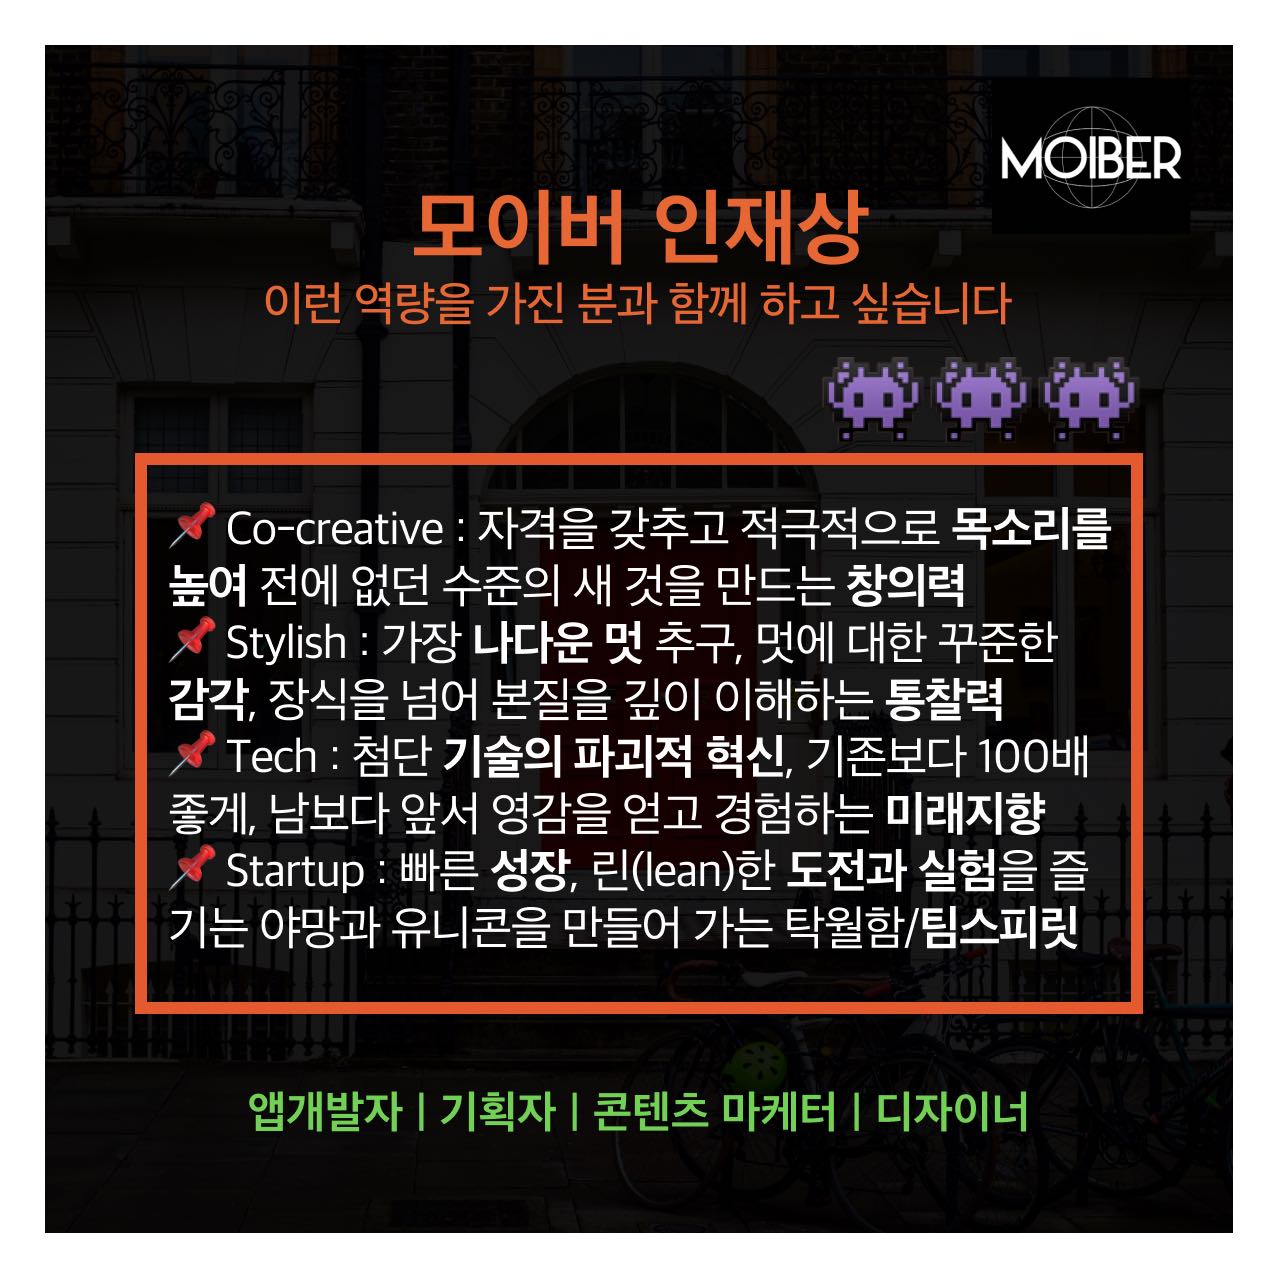 MOIBER
모이버 인재상
이런 역량을 가진 분과 함께 하고 싶습니다
Co-creative : 자격을 갖추고 적극적으로 목소리를
높여 전에 없던 수준의 새 것을 만드는 창의력
Stylish : 가장 나다운 멋 추구, 멋에 대한 꾸준한
감각, 장식을 넘어 본질을 깊이 이해하는 통찰력
Tech : 첨단 기술의 파괴적 혁신, 기존보다 100배
좋게, 남보다 앞서 영감을 얻고 경험하는 미래지향
Startup : 빠른 성장, 린(lean)한 도전과 실험을 즐
기는 야망과 유니콘을 만들어 가는 탁월함/팀스피릿
앱개발자 | 기획자 | 콘텐츠 마케터 | 디자이너